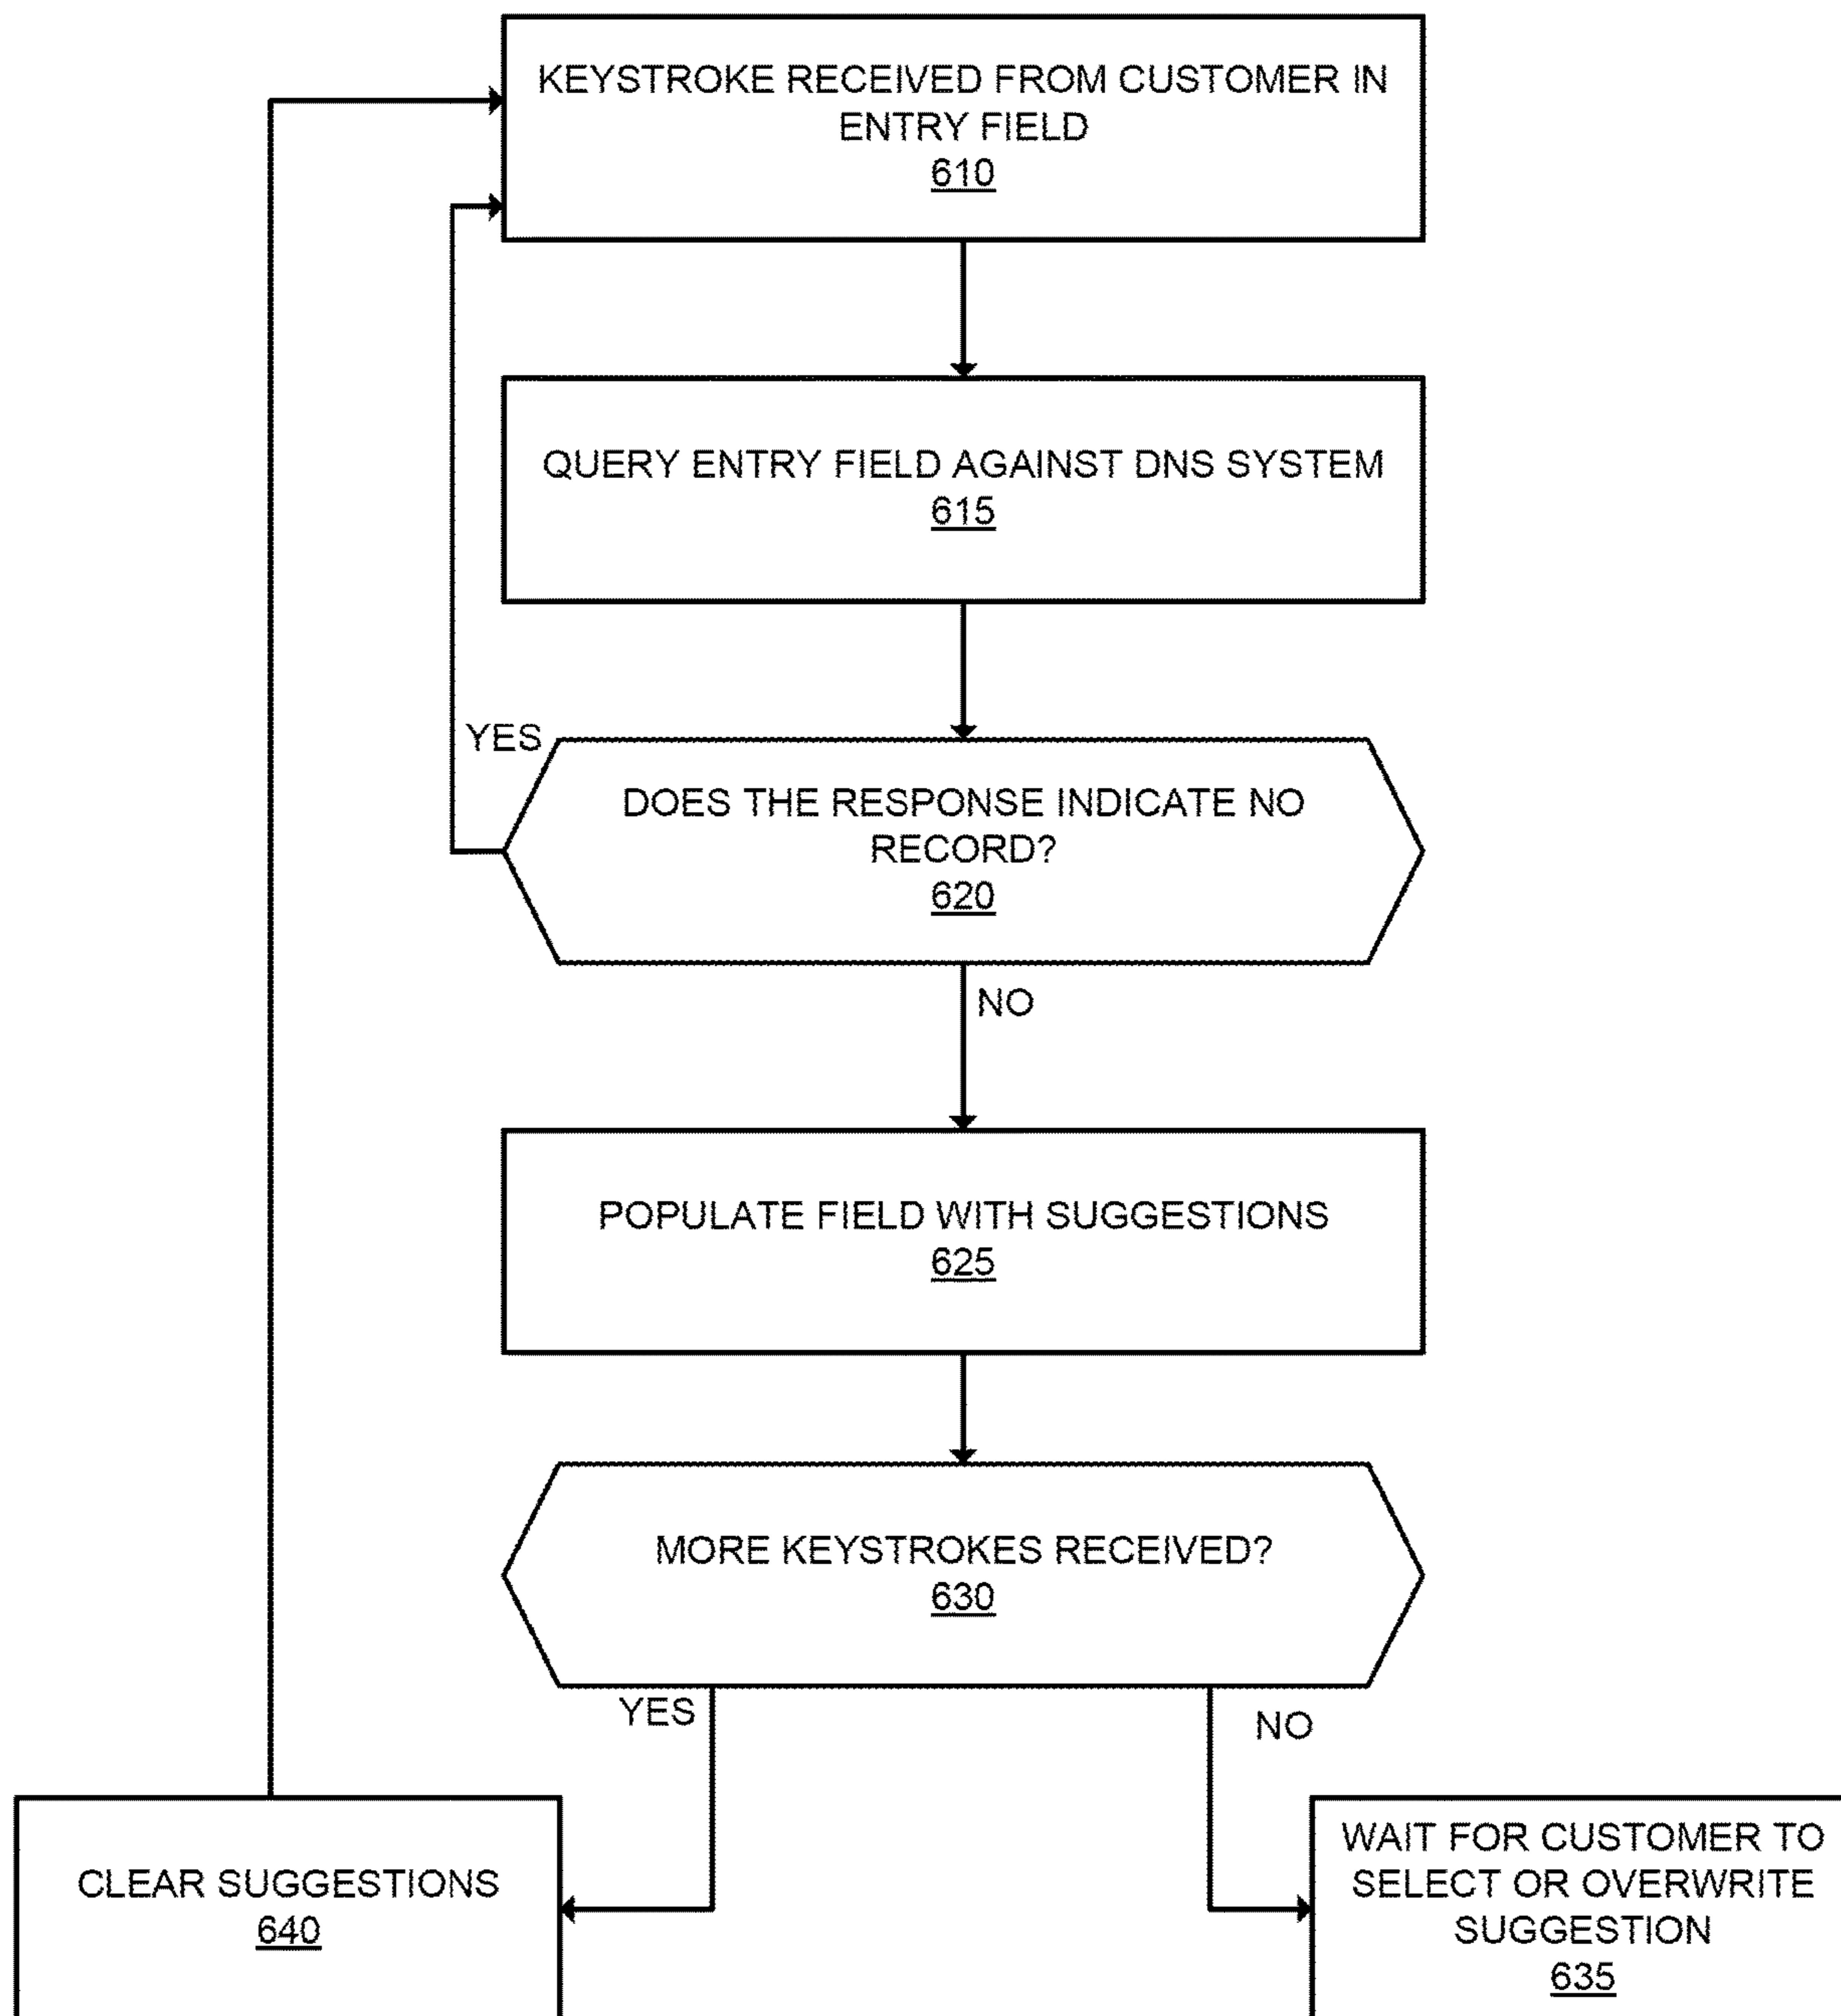 KEYSTROKE RECEIVED FROM CUSTOMER IN
ENTRY FIELD
610
QUERY ENTRY FIELD AGAINST DNS SYSTEM
615
YES
DOES THE RESPONSE INDICATE NO
RECORD?
620
NO
POPULATE FIELD WITH SUGGESTIONS
625
MORE KEYSTROKES RECEIVED?
630
YES
NO
CLEAR SUGGESTIONS
640
WAIT FOR CUSTOMER TO
SELECT OR OVERWRITE
SUGGESTION
635